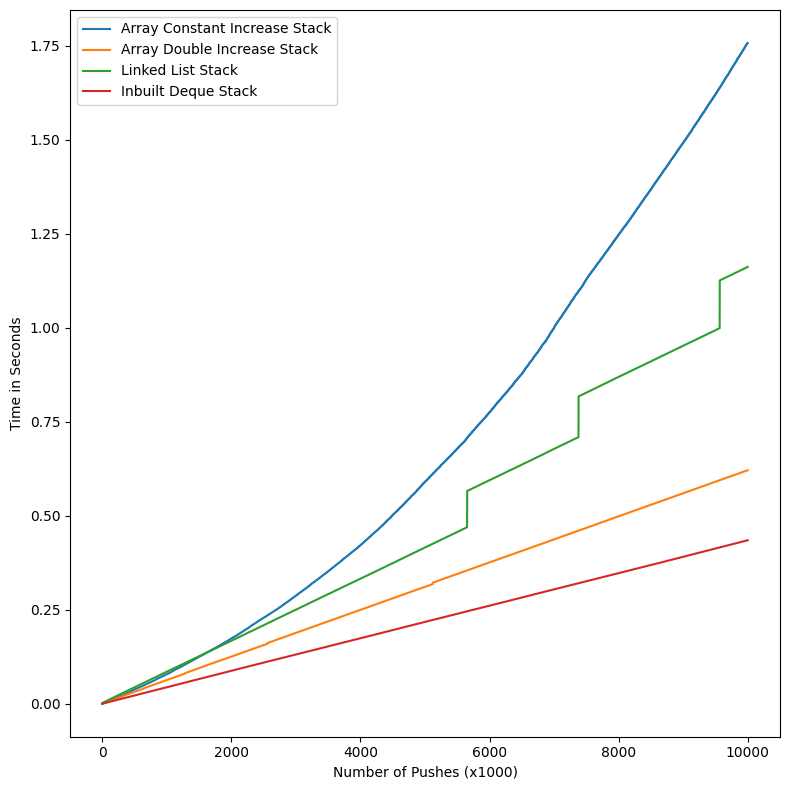 Array Constant Increase Stack
Array Double Increase Stack
Linked List Stack
Inbuilt Deque Stack
1.75
1.50
1.25
1.00
0.75
0.50
0.25
0.00
Time in Seconds
0 2000 4000 6000 8000 10000
Number of Pushes (x1000)